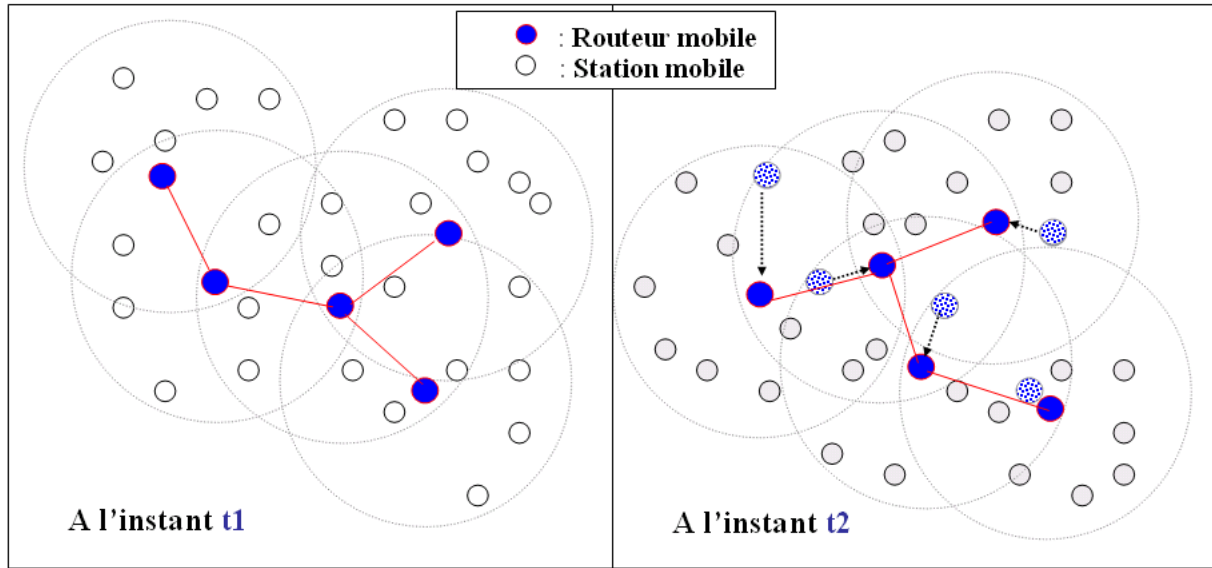 : Routeur mobile
: Station mobile
A l'instant t1
A l'instant t2